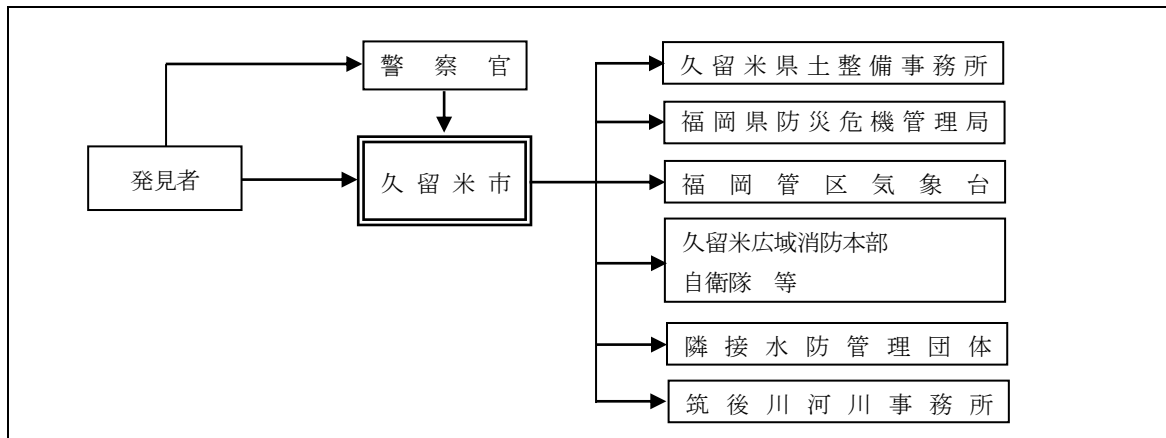 警察官
発見者
久留米市
久留米県土整備事務所
福岡県防災危機管理局
福岡管区気象台
久留米広域消防本部
自衛隊　等
隣接水防管理団体
筑後川河川事務所